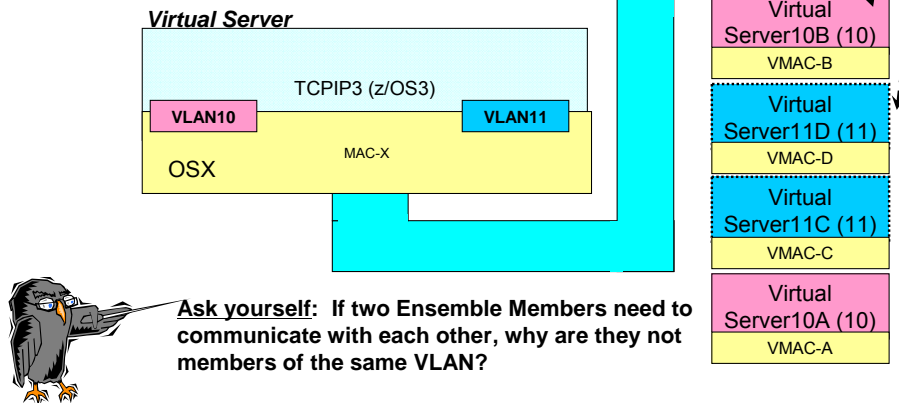 Virtual Server
TCPIP3 (z/OS3)
VLAN10
VLAN11
MAC-X
OSX
Virtual
Server10B (10)
VMAC-B
Virtual
Server11D (11)
VMAC-D
Virtual
Server11C (11)
VMAC-C
Virtual
Server10A (10)
VMAC-A
Ask yourself: If two Ensemble Members need to
communicate with each other, why are they not
members of the same VLAN?